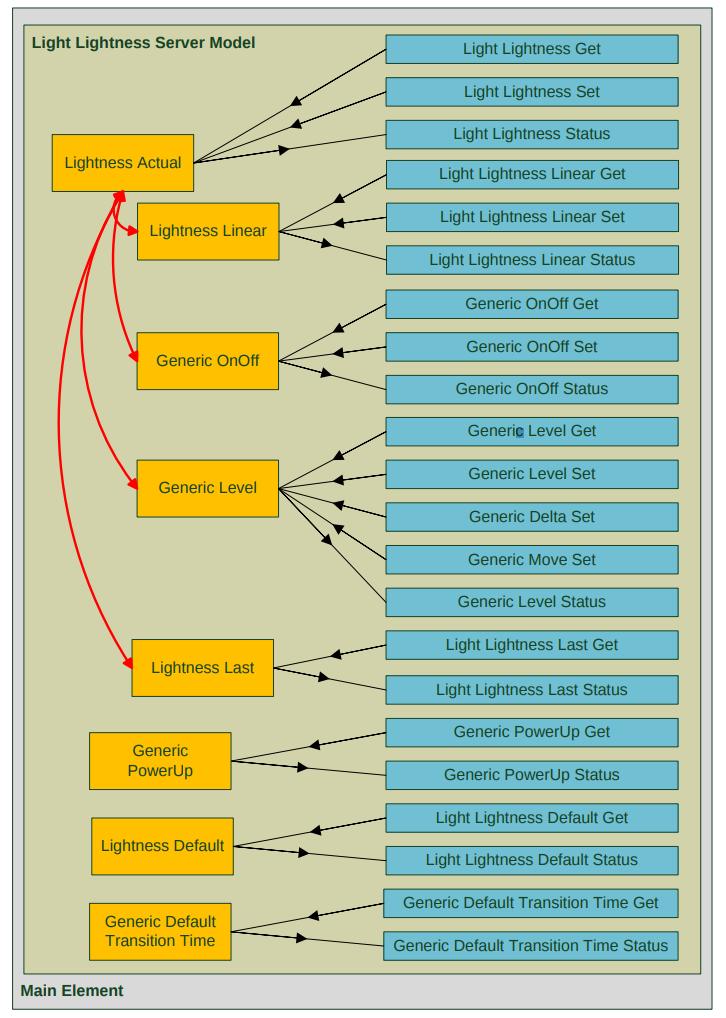 Light Lightness Server Model
Light Lightness Get
Light Lightness Set
Light Lightness Status
Lightness Actual
Light Lightness Linear Get
Light Lightness Linear Set
Light Lightness Linear Status
Lightness Linear
Generic OnOff Get
Generic OnOff Set
Generic OnOff Status
Generic OnOff
Generic Level Get
Generic Level Set
Generic Delta Set
Generic Move Set
Generic Level Status
Generic Level
Light Lightness Last Get
Light Lightness Last Status
Lightness Last
Generic PowerUp Get
Generic PowerUp Status
Generic
PowerUp
Light Lightness Default Get
Light Lightness Default Status
Lightness Default
Generic Default Transition Time Get
Generic Default Transition Time Status
Generic Default
Transition Time
Main Element